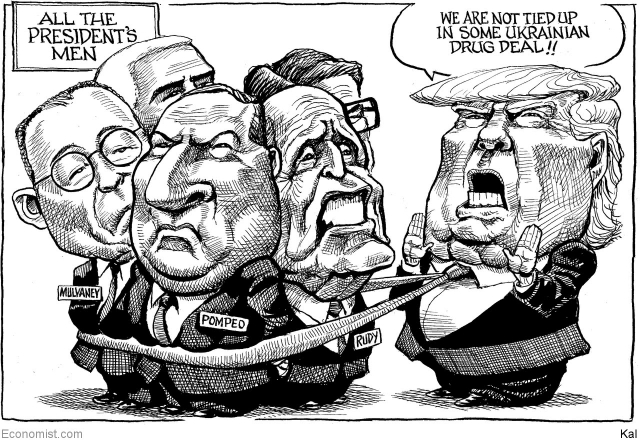 ALL THE
PRESIDENT'S
MEN
WE ARE NOT TIED UP
IN SOME UKRAINIAN
DRUG DEAL!!
MULVANEY
POMPEO
RUDY
Economist.com
Kal